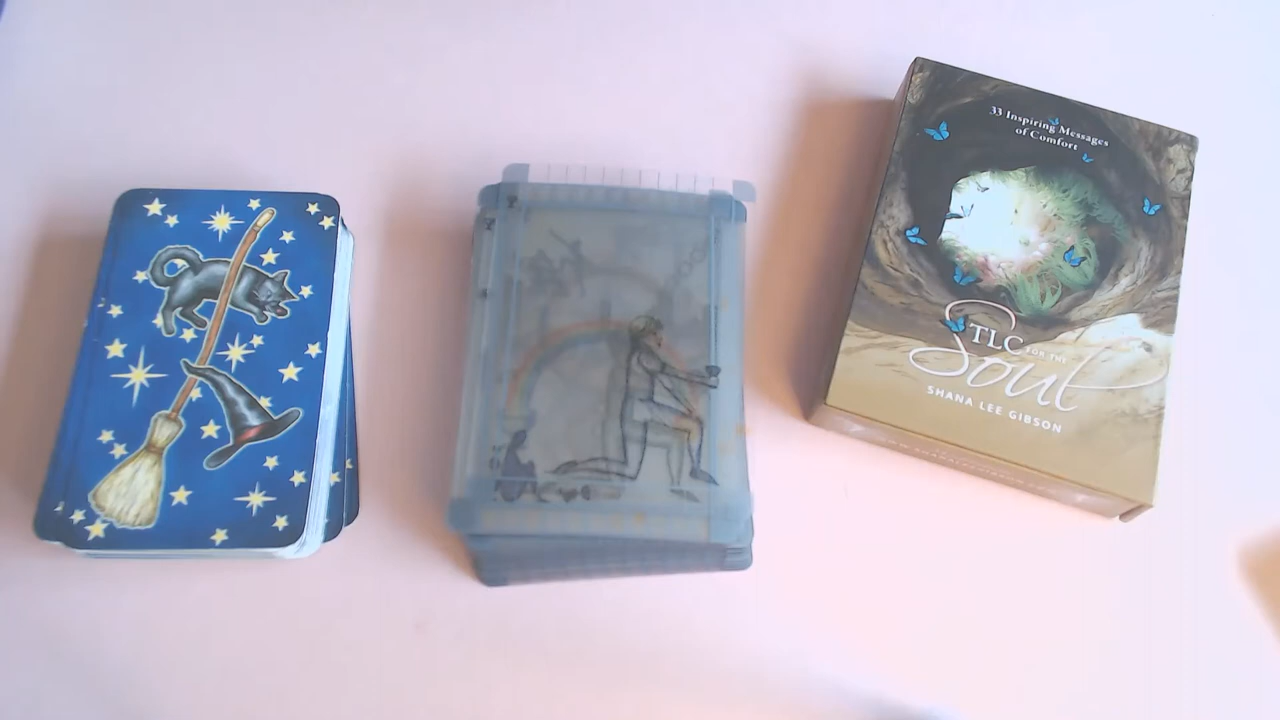 33 Inspiring Messages
of Comfort
TLC FOR THE
Soul
SHANA LEE GIBSON